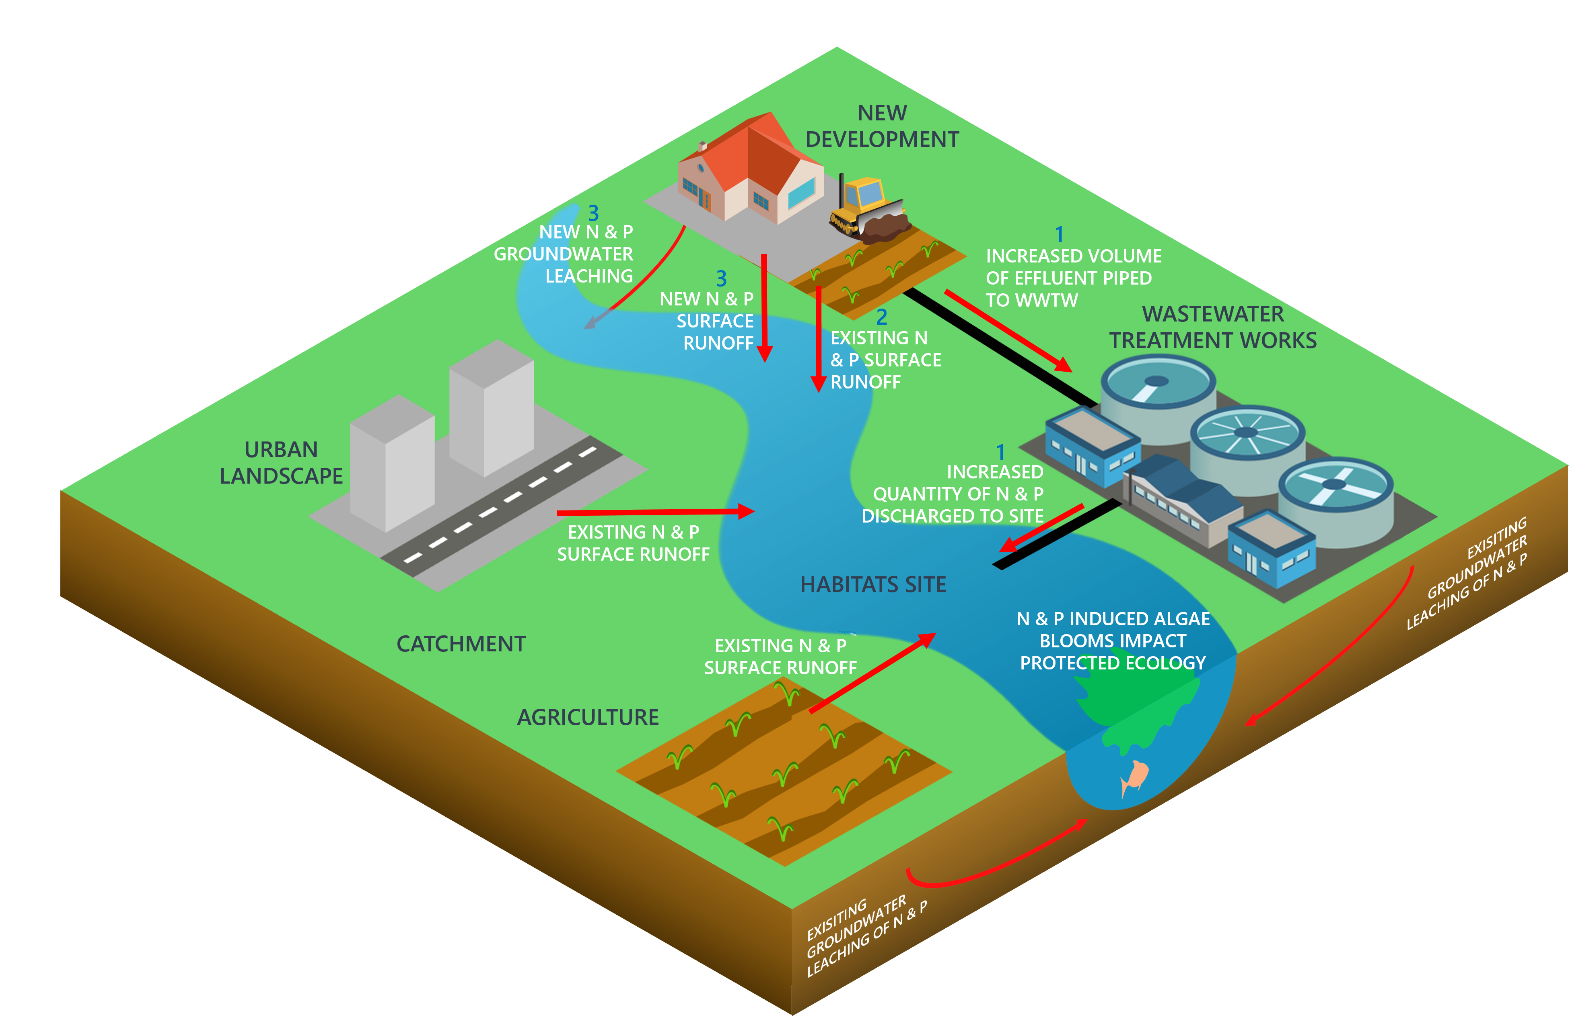 NEW
DEVELOPMENT
3
NEW N & P
GROUNDWATER
LEACHING
3
NEW N & P
SURFACE
RUNOFF
2
EXISTING N
& P SURFACE
RUNOFF
1
INCREASED VOLUME
OF EFFLUENT PIPED
TO WWTW
WASTEWATER
TREATMENT WORKS
URBAN
LANDSCAPE
1
INCREASED
QUANTITY OF N & P
DISCHARGED TO SITE
EXISTING N & P
SURFACE RUNOFF
HABITATS SITE
EXISITING
GROUNDWATER
LEACHING OF N & P
N & P INDUCED ALGAE
BLOOMS IMPACT
PROTECTED ECOLOGY
CATCHMENT
EXISTING N & P
SURFACE RUNOFF
AGRICULTURE
EXISITING
GROUNDWATER
LEACHING OF N & P